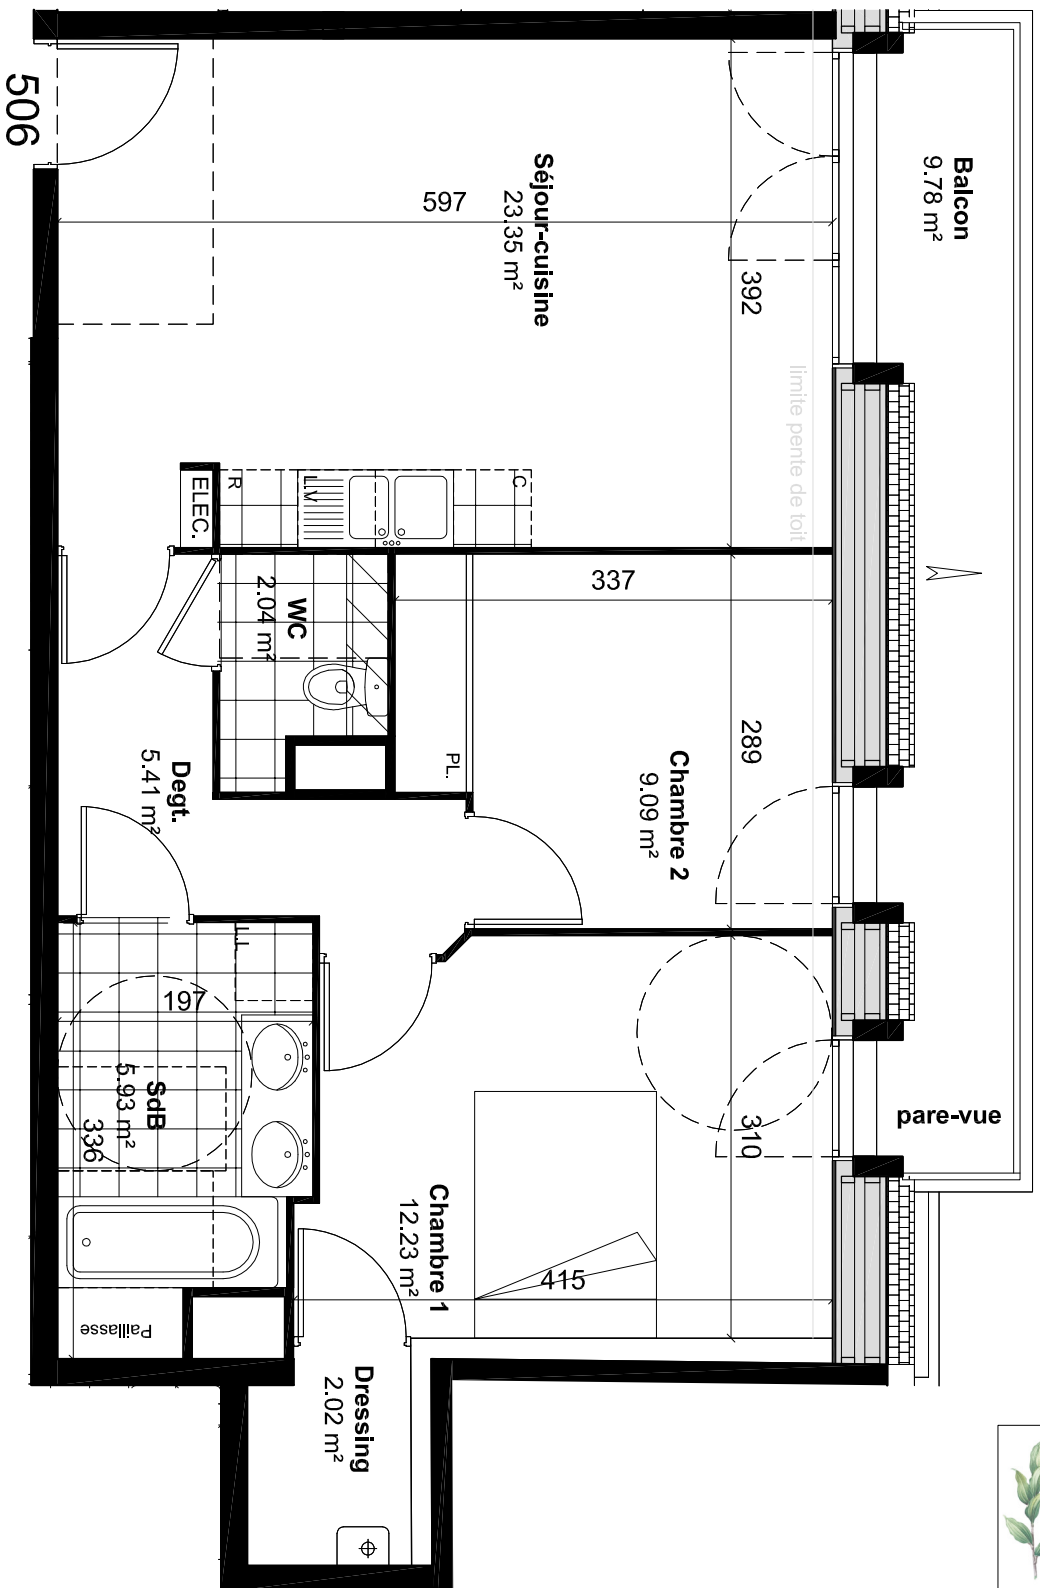 506
Balcon
9.78 m²
Séjour-cuisine
23.35 m²
597
392
limite pente de toit
ELEC.
R
L.V
C
WC
2.04 m²
337
PL.
289
Chambre 2
9.09 m²
Degt.
5.41 m²
L.L
197
SdB
5.93 m²
336
pare-vue
310
Chambre 1
12.23 m²
415
Paillasse
Dressing
2.02 m²